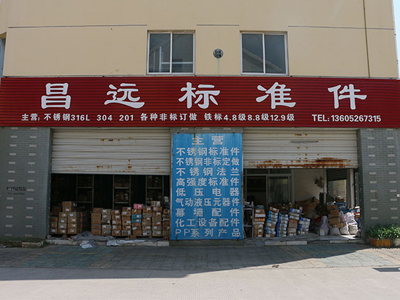 昌远标准件
主营：不锈钢316L 304 201 各种非标订做 铁标4.8级8.8级12.9级 TEL:13605267315
主营
不锈钢标准件
不锈钢非标定做
不锈钢法兰
高强度标准件
低压电器
气动液压元器件
幕墙配件
化工设备配件
PP系列产品